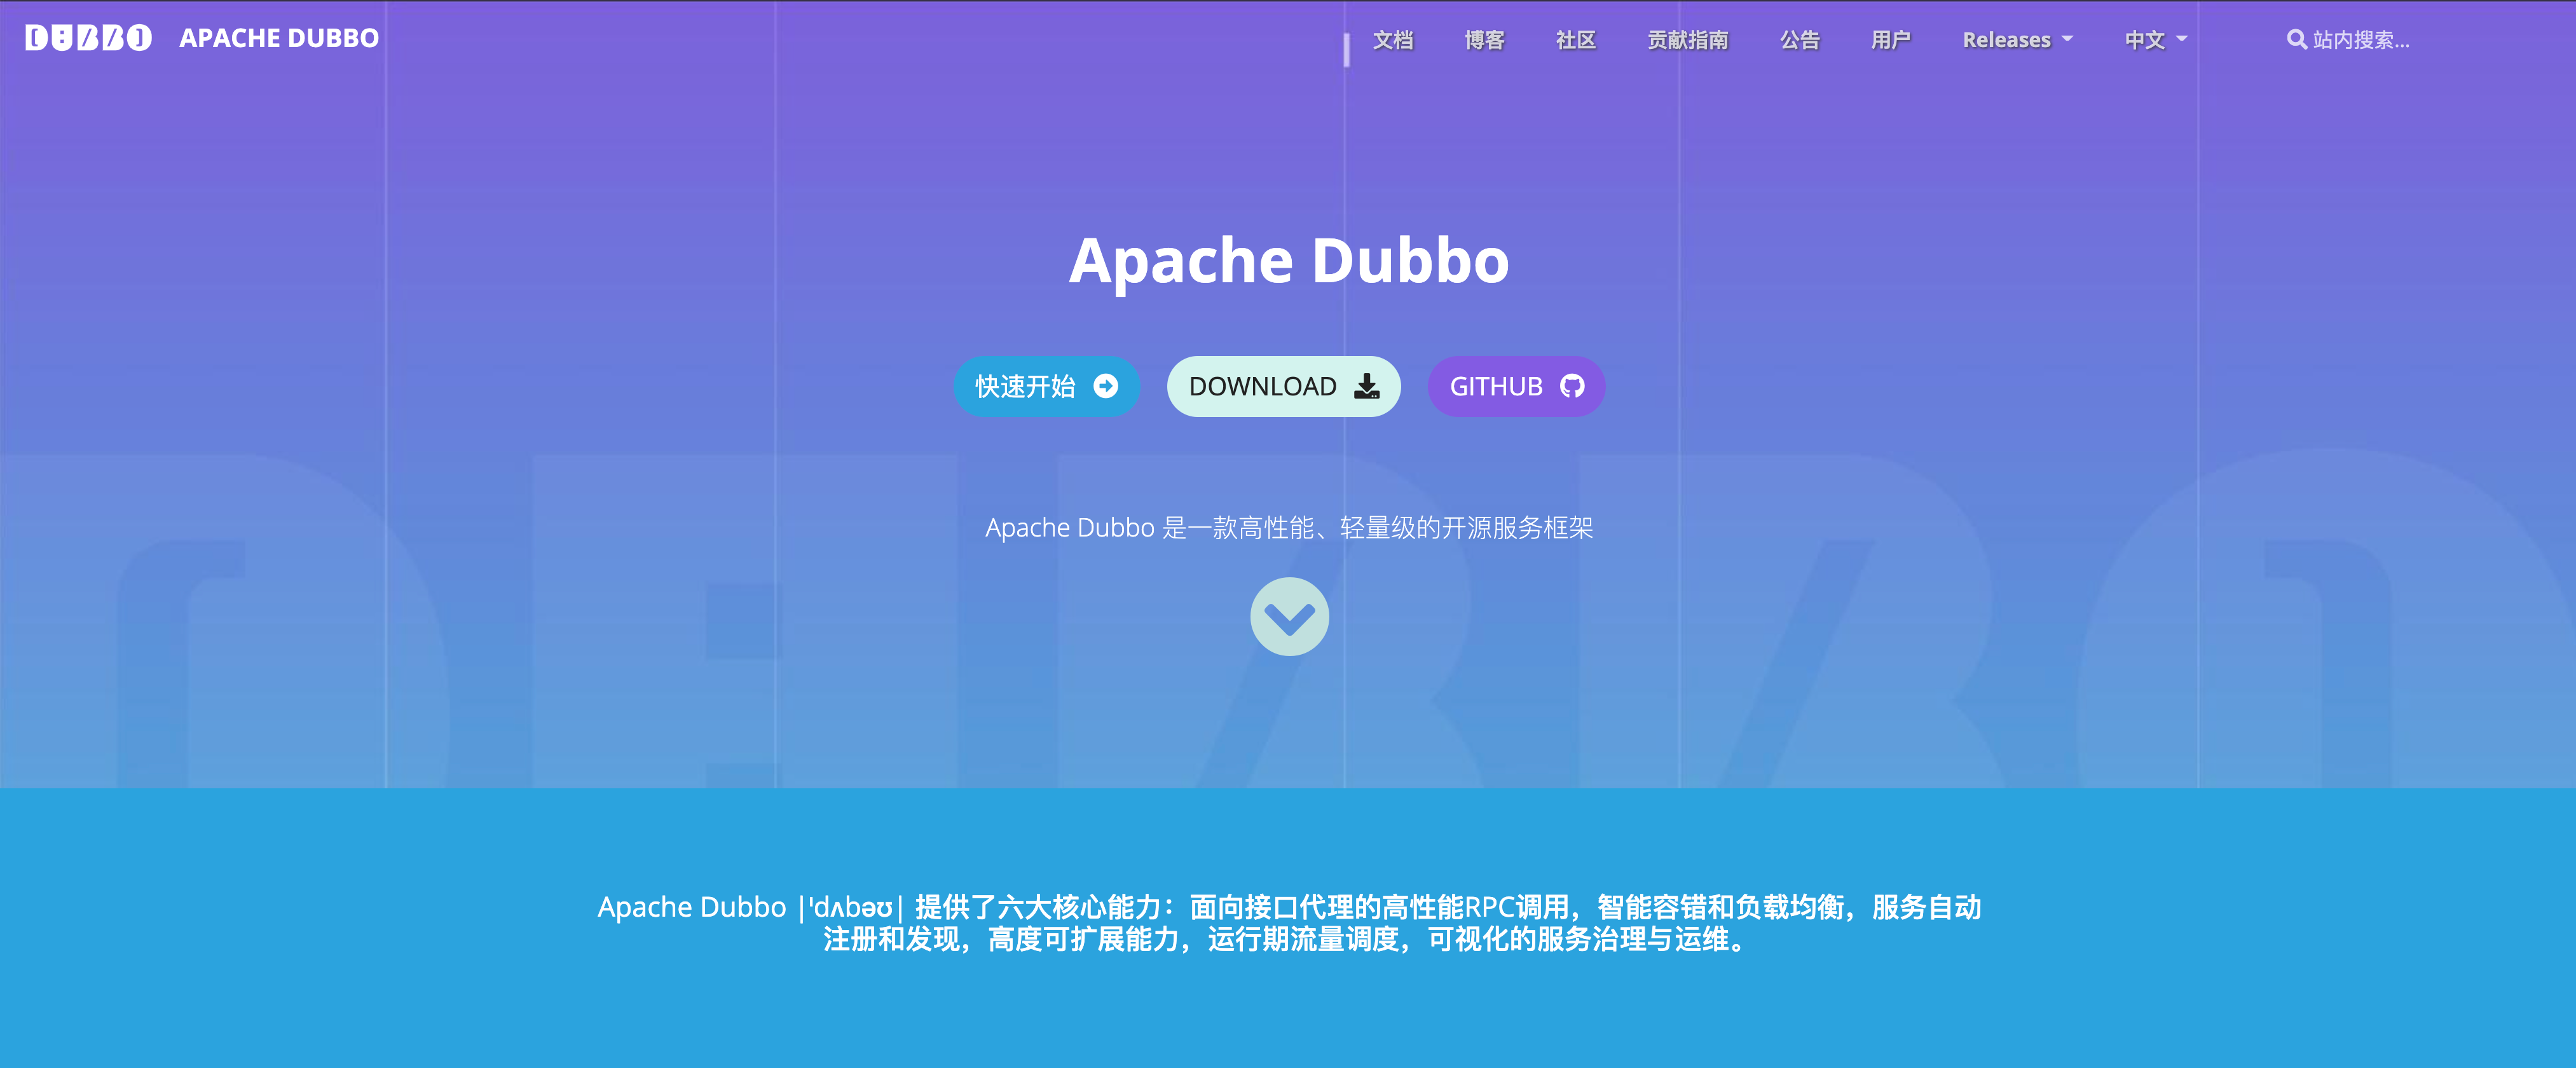 DUBBO APACHE DUBBO 文档 博客 社区 贡献指南 公告 用户 Releases 中文 站内搜索...
Apache Dubbo
快速开始 DOWNLOAD GITHUB
Apache Dubbo 是一款高性能、轻量级的开源服务框架
Apache Dubbo |ˈdʌbəʊ| 提供了六大核心能力：面向接口代理的高性能RPC调用，智能容错和负载均衡，服务自动
注册和发现，高度可扩展能力，运行期流量调度，可视化的服务治理与运维。